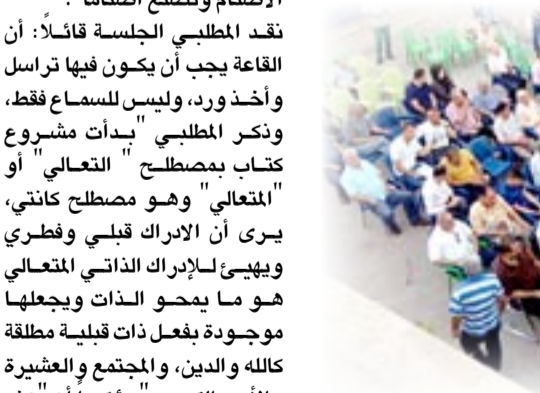 نقد المطلبي الجلسة قائلاً: أن
القاعة يجب أن يكون فيها تراسل
وأخذ ورد، وليس للسماع فقط،
وذكر المطلبي "بدأت مشروع
كتاب بمصطلح " التعالي" أو
"المتعالي" وهو مصطلح كانتي،
يرى أن الادراك قبلي وفطري
ويهيئ للإدراك الذاتي المتعالي
هو ما يمحو الذات ويجعلها
موجودة بفعل ذات قبلية مطلقة
كالله والدين، والمجتمع والعشيرة